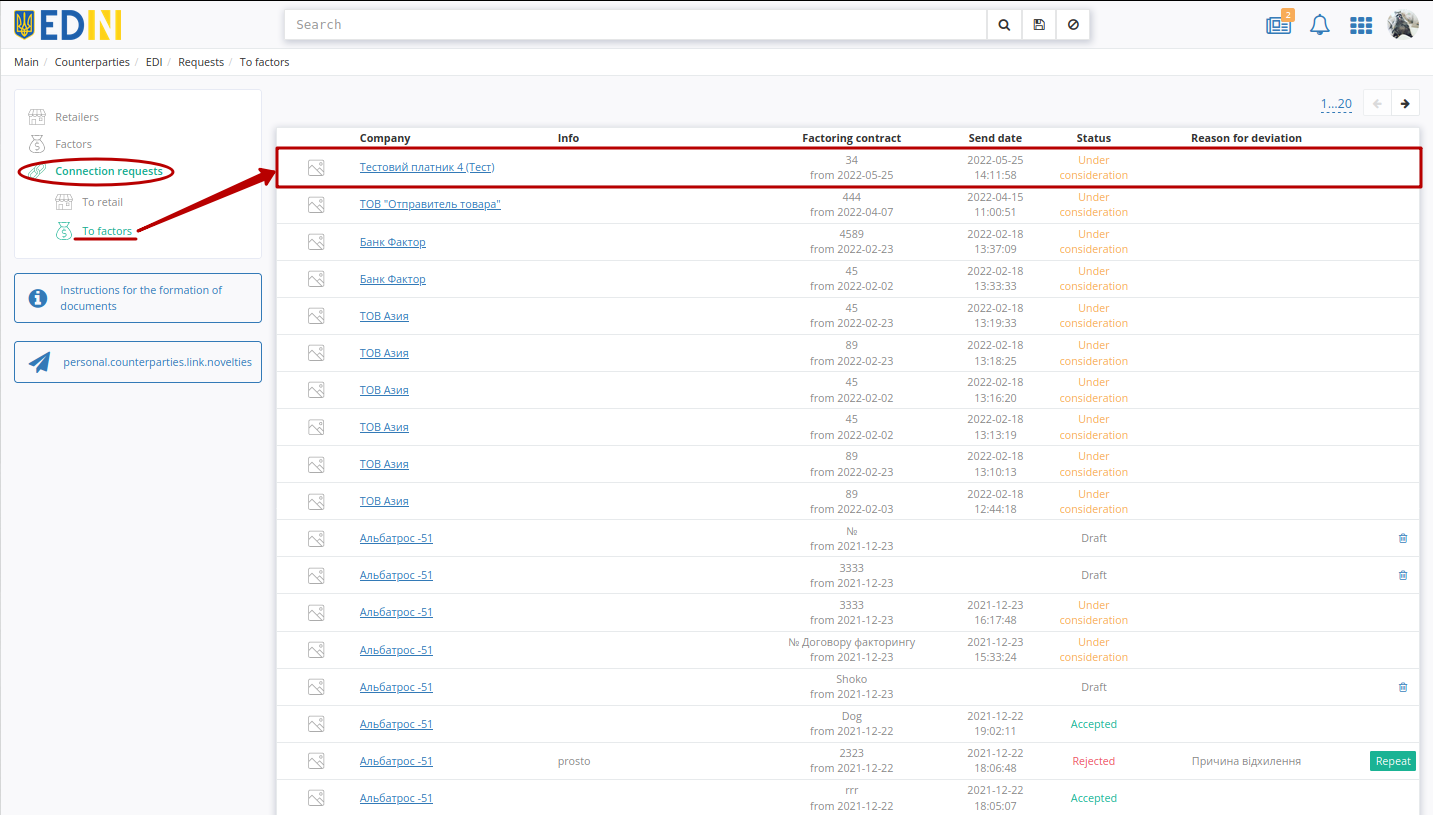 EDIN
Search
2
Main / Counterparties / EDI / Requests / To factors
Retailers
Factors
Connection requests
To retail
To factors
Instructions for the formation of
documents
personal.counterparties.link.novelties
1...20
Company Info Factoring contract Send date Status Reason for deviation
Тестовий платник 4 (Тест) 34 2022-05-25 Under
from 2022-05-25 14:11:58 consideration
ТОВ "Отправитель товара" 444 2022-04-15 Under
from 2022-04-07 11:00:51 consideration
Банк Фактор 4589 2022-02-18 Under
from 2022-02-23 13:37:09 consideration
Банк Фактор 45 2022-02-18 Under
from 2022-02-02 13:33:33 consideration
ТОВ Азия 45 2022-02-18 Under
from 2022-02-23 13:19:33 consideration
ТОВ Азия 89 2022-02-18 Under
from 2022-02-23 13:18:25 consideration
ТОВ Азия 45 2022-02-18 Under
from 2022-02-02 13:16:20 consideration
ТОВ Азия 45 2022-02-18 Under
from 2022-02-02 13:13:19 consideration
ТОВ Азия 89 2022-02-18 Under
from 2022-02-23 13:10:13 consideration
ТОВ Азия 89 2022-02-18 Under
from 2022-02-03 12:44:18 consideration
Альбатрос -51 № Draft
from 2021-12-23
Альбатрос -51 3333 Draft
from 2021-12-23
Альбатрос -51 3333 2021-12-23 Under
from 2021-12-23 16:17:48 consideration
Альбатрос -51 № Договору факторингу 2021-12-23 Under
from 2021-12-23 15:33:24 consideration
Альбатрос -51 Shoko Draft
from 2021-12-23
Альбатрос -51 Dog 2021-12-22 Accepted
from 2021-12-22 19:02:11
Альбатрос -51 prosto 2323 2021-12-22 Rejected Причина відхилення Repeat
from 2021-12-22 18:06:48
Альбатрос -51 rrr 2021-12-22 Accepted
from 2021-12-22 18:05:07